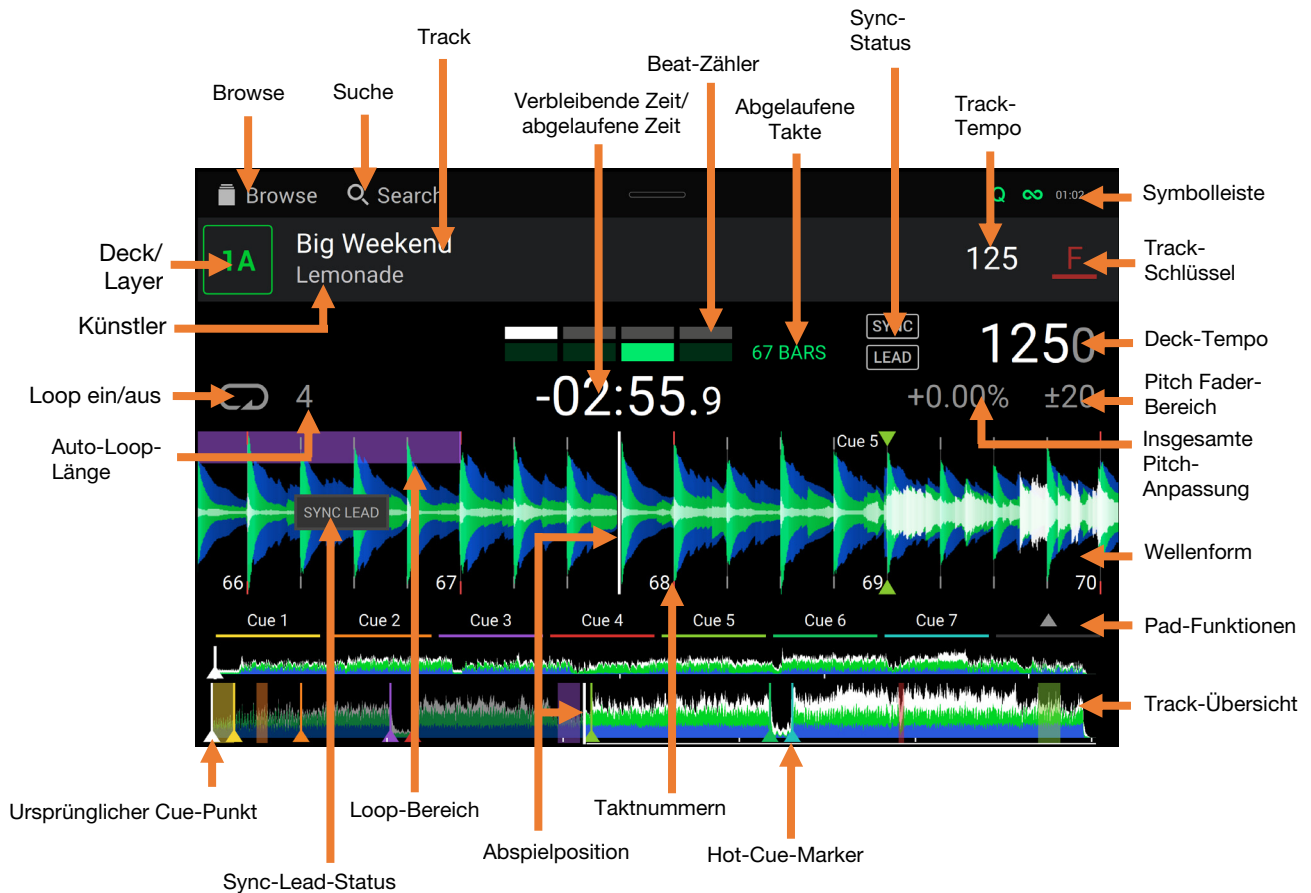 Sync-
Status
Track
Beat-Zähler
Browse
Suche
Verbleibende Zeit/
abgelaufene Zeit
Abgelaufene
Takte
Track-
Tempo
Browse
Search
Q
01:02
Symbolleiste
Deck/
Layer
1A
Big Weekend
Lemonade
125
F
Track-
Schlüssel
Künstler
67 BARS
SYNC
LEAD
1250
Deck-Tempo
Loop ein/aus
4
-02:55.9
+0.00%
±20
Pitch Fader-
Bereich
Auto-Loop-
Länge
Cue 5
Insgesamte
Pitch-
Anpassung
SYNC LEAD
Wellenform
66
67
68
69
70
Cue 1
Cue 2
Cue 3
Cue 4
Cue 5
Cue 6
Cue 7
Pad-Funktionen
Track-Übersicht
Ursprünglicher Cue-Punkt
Loop-Bereich
Taktnummern
Abspielposition
Hot-Cue-Marker
Sync-Lead-Status